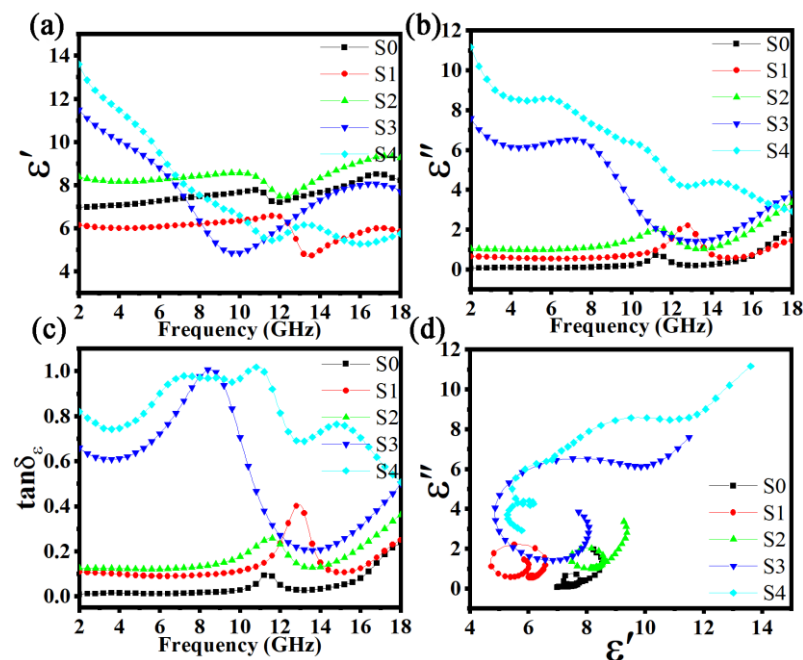 (a)
14
12
10
8
6
4
ε′
2 4 6 8 10 12 14 16 18
Frequency (GHz)
S0
S1
S2
S3
S4
(b)
12
10
8
6
4
2
0
ε″
2 4 6 8 10 12 14 16 18
Frequency (GHz)
S0
S1
S2
S3
S4
(c)
1.0
0.8
0.6
0.4
0.2
0.0
tanδε
2 4 6 8 10 12 14 16 18
Frequency (GHz)
S0
S1
S2
S3
S4
(d)
12
10
8
6
4
2
0
ε″
4 6 8 10 12 14 16
ε′
S0
S1
S2
S3
S4